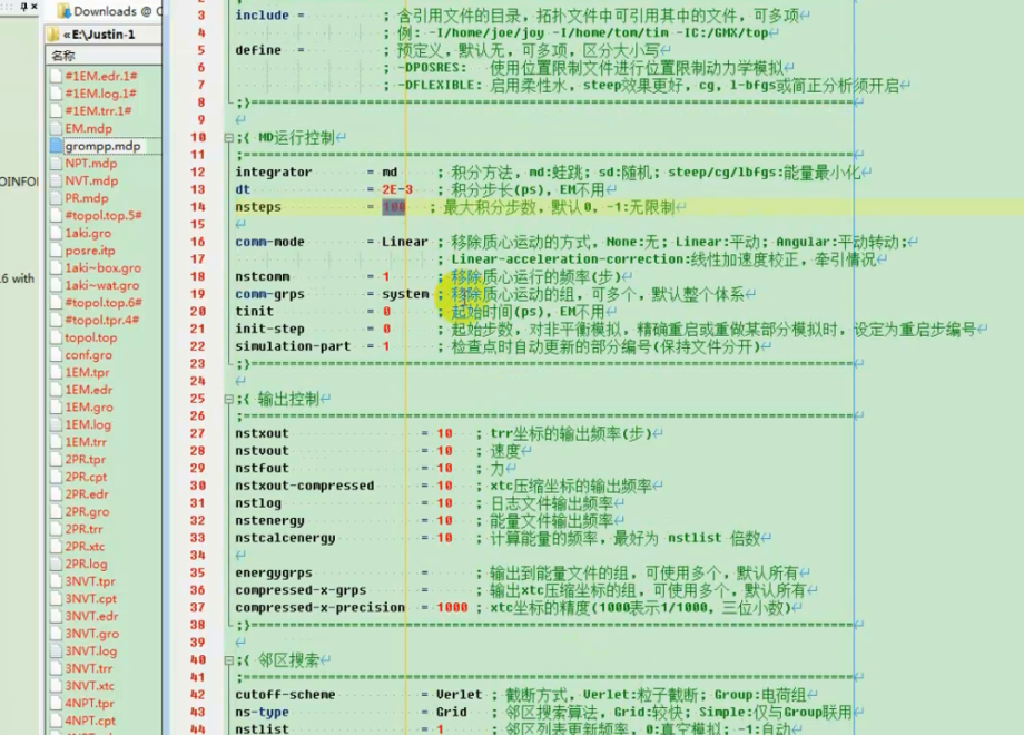 Downloads @ C
«E:\Justin-1
名称
#1EM.edr.1#
#1EM.log.1#
#1EM.trr.1#
EM.mdp
grompp.mdp
NPT.mdp
NVT.mdp
PR.mdp
#topol.top.5#
1aki.gro
posre.itp
1aki~box.gro
1aki~wat.gro
#topol.top.6#
#topol.tpr.4#
topol.top
conf.gro
1EM.tpr
1EM.edr
1EM.gro
1EM.log
1EM.trr
2PR.tpr
2PR.cpt
2PR.edr
2PR.gro
2PR.trr
2PR.xtc
2PR.log
3NVT.tpr
3NVT.cpt
3NVT.edr
3NVT.gro
3NVT.log
3NVT.trr
3NVT.xtc
4NPT.tpr
4NPT.cpt
OINFO
.6 with
3 include = ; 含引用文件的目录, 拓扑文件中可引用其中的文件, 可多项
4 ; 例: -I/home/joe/joy -I/home/tom/tim -IC:/GMX/top
5 define = ; 预定义, 默认无, 可多项, 区分大小写
6 ; -DPOSRES: 使用位置限制文件进行位置限制动力学模拟
7 ; -DFLEXIBLE: 启用柔性水, steep效果更好, cg, l-bfgs或简正分析须开启
8 ;}
9
10 ;{ MD运行控制
11 ;
12 integrator = md ; 积分方法, md:蛙跳; sd:随机; steep/cg/lbfgs:能量最小化
13 dt = 2E-3 ; 积分步长(ps), EM不用
14 nsteps = 100 ; 最大积分步数, 默认0, -1:无限制
15
16 comm-mode = Linear ; 移除质心运动的方式, None:无; Linear:平动; Angular:平动转动;
17 ; Linear-acceleration-correction:线性加速度校正, 牵引情况
18 nstcomm = 1 ; 移除质心运行的频率(步)
19 comm-grps = system ; 移除质心运动的组, 可多个, 默认整个体系
20 tinit = 0 ; 起始时间(ps), EM不用
21 init-step = 0 ; 起始步数, 对非平衡模拟, 精确重启或重做某部分模拟时, 设定为重启步编号
22 simulation-part = 1 ; 检查点时自动更新的部分编号(保持文件分开)
23 ;}
24
25 ;{ 输出控制
26 ;
27 nstxout = 10 ; trr坐标的输出频率(步)
28 nstvout = 10 ; 速度
29 nstfout = 10 ; 力
30 nstxout-compressed = 10 ; xtc压缩坐标的输出频率
31 nstlog = 10 ; 日志文件输出频率
32 nstenergy = 10 ; 能量文件输出频率
33 nstcalcenergy = 10 ; 计算能量的频率, 最好为 nstlist 倍数
34
35 energygrps = ; 输出到能量文件的组, 可使用多个, 默认所有
36 compressed-x-grps = ; 输出xtc压缩坐标的组, 可使用多个, 默认所有
37 compressed-x-precision = 1000 ; xtc坐标的精度(1000表示1/1000, 三位小数)
38 ;}
39
40 ;{ 邻区搜索
41 ;
42 cutoff-scheme = Verlet ; 截断方式, Verlet:粒子截断; Group:电荷组
43 ns-type = Grid ; 邻区搜索算法, Grid:较快; Simple:仅与Group联用
44 nstlist = 1 ; 邻区列表更新频率, 0:真空模拟; -1:自动